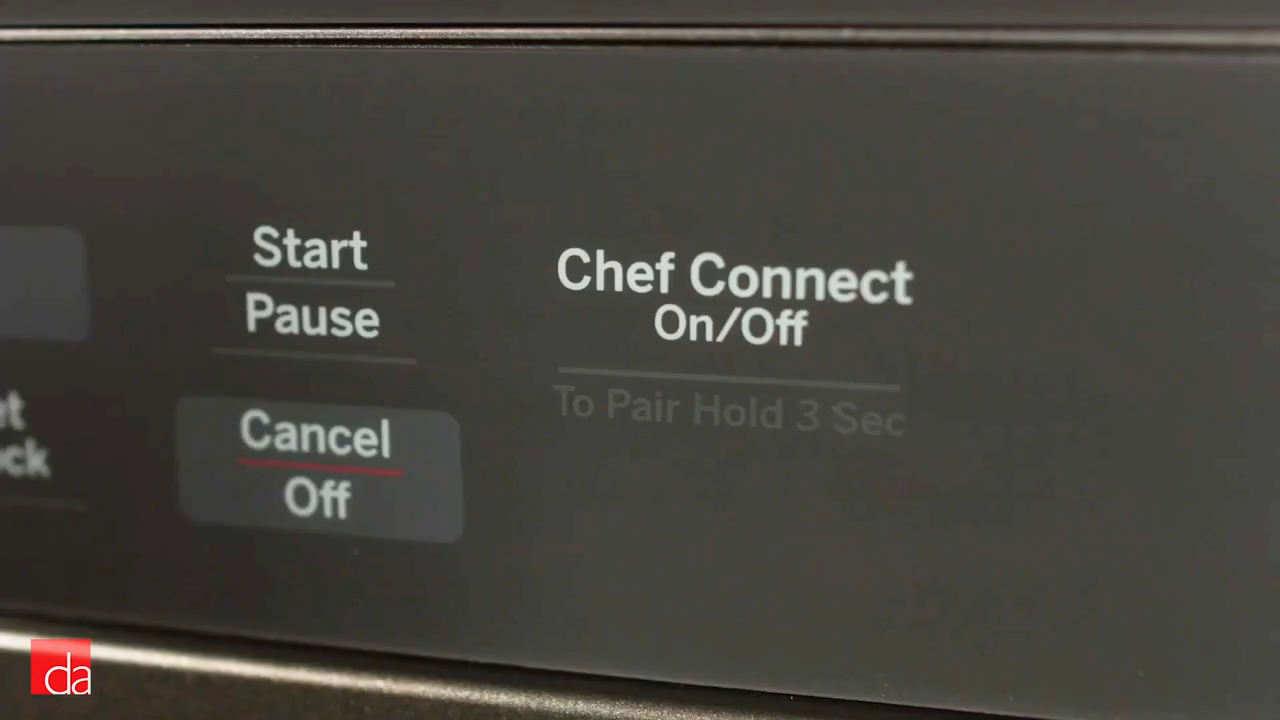 Start
Pause
Cancel
Off
Chef Connect
On/Off
To Pair Hold 3 Sec
da